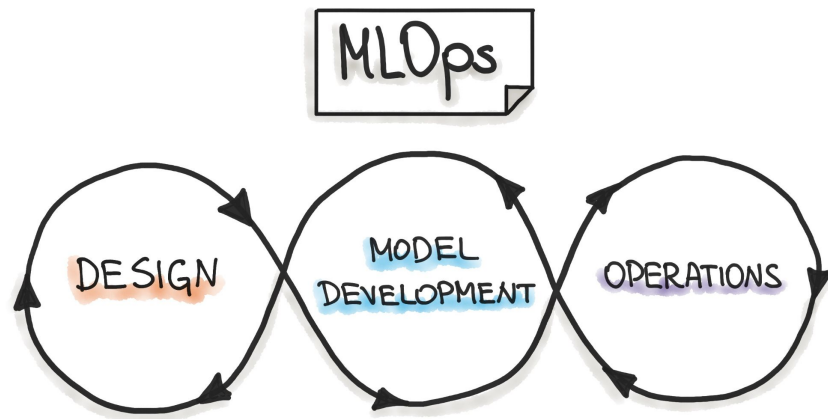 MLOps
DESIGN
MODEL
DEVELOPMENT
OPERATIONS